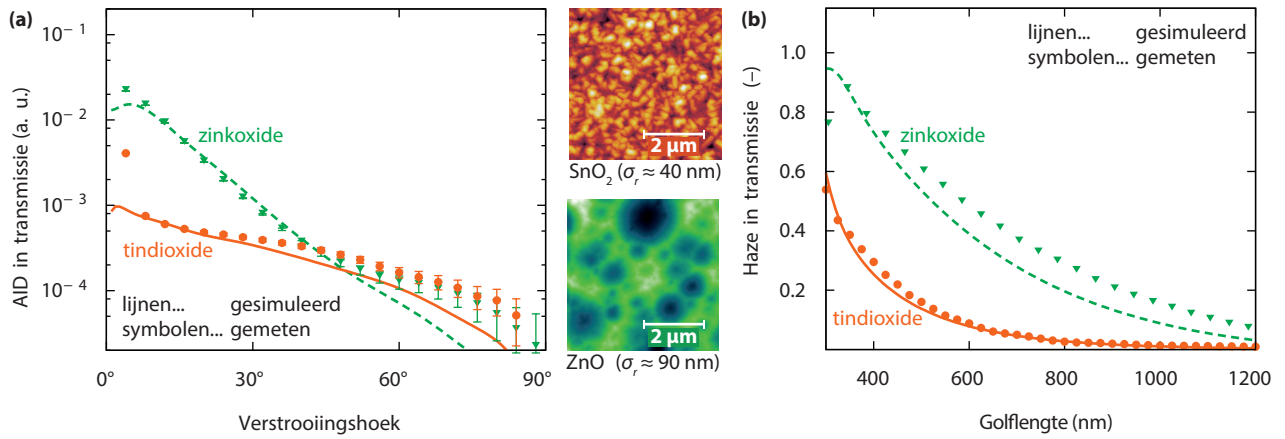 (a)
AID in transmissie (a. u.)
10⁻¹
10⁻²
10⁻³
10⁻⁴
zinkoxide
tindioxide
lijnen... gesimuleerd
symbolen... gemeten
0° 30° 60° 90°
Verstrooiingshoek
2 µm
SnO₂ (σᵣ ≈ 40 nm)
2 µm
ZnO (σᵣ ≈ 90 nm)
(b)
Haze in transmissie (–)
1.0
0.8
0.6
0.4
0.2
lijnen... gesimuleerd
symbolen... gemeten
zinkoxide
tindioxide
400 600 800 1000 1200
Golflengte (nm)